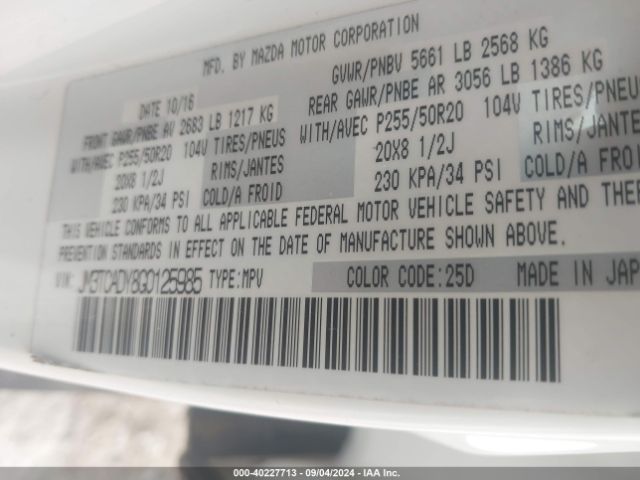 MFD. BY MAZDA MOTOR CORPORATION
DATE 10/16 GVWR/PNBV 5661 LB 2568 KG
FRONT GAWR/PNBE AV 2683 LB 1217 KG REAR GAWR/PNBE AR 3056 LB 1386 KG
WITH/AVEC P255/50R20 104V TIRES/PNEUS WITH/AVEC P255/50R20 104V TIRES/PNEUS
20X8 1/2J RIMS/JANTES 20X8 1/2J RIMS/JANTES
230 KPA/34 PSI COLD/A FROID 230 KPA/34 PSI COLD/A FROID
THIS VEHICLE CONFORMS TO ALL APPLICABLE FEDERAL MOTOR VEHICLE SAFETY AND THEF
PREVENTION STANDARDS IN EFFECT ON THE DATE OF MANUFACTURE SHOWN ABOVE.
VIN: JM3TCADY8G0125985 TYPE:MPV COLOR CODE:25D MADE IN JAPA
000-40227713 - 09/04/2024 - IAA Inc.